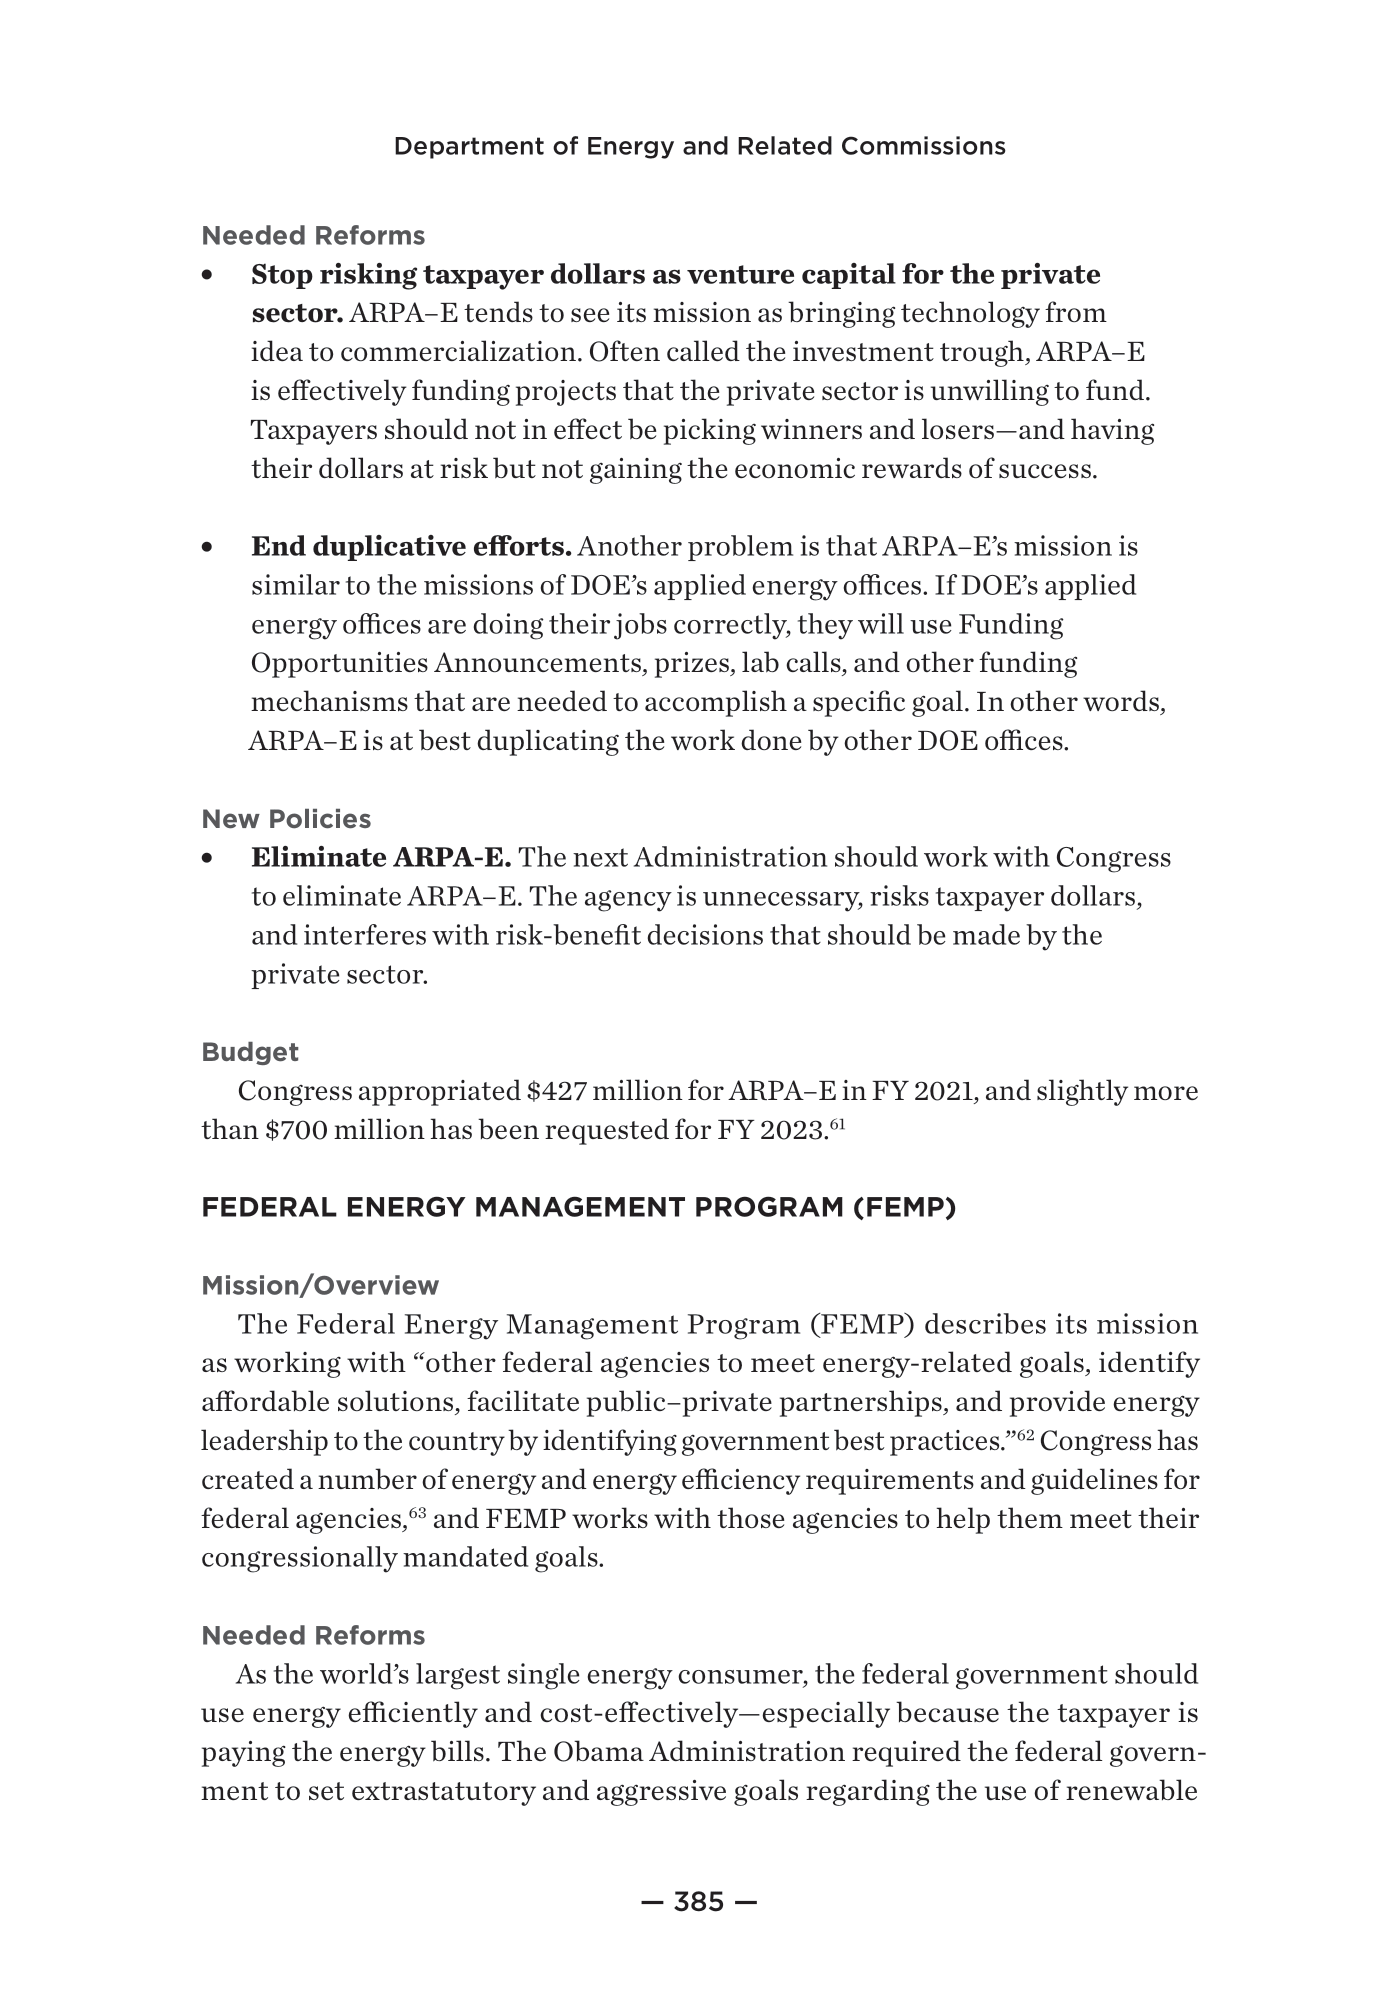 Department of Energy and Related Commissions
Needed Reforms
• Stop risking taxpayer dollars as venture capital for the private
sector. ARPA–E tends to see its mission as bringing technology from
idea to commercialization. Often called the investment trough, ARPA–E
is effectively funding projects that the private sector is unwilling to fund.
Taxpayers should not in effect be picking winners and losers—and having
their dollars at risk but not gaining the economic rewards of success.
• End duplicative efforts. Another problem is that ARPA–E’s mission is
similar to the missions of DOE’s applied energy offices. If DOE’s applied
energy offices are doing their jobs correctly, they will use Funding
Opportunities Announcements, prizes, lab calls, and other funding
mechanisms that are needed to accomplish a specific goal. In other words,
ARPA–E is at best duplicating the work done by other DOE offices.
New Policies
• Eliminate ARPA-E. The next Administration should work with Congress
to eliminate ARPA–E. The agency is unnecessary, risks taxpayer dollars,
and interferes with risk-benefit decisions that should be made by the
private sector.
Budget
Congress appropriated $427 million for ARPA–E in FY 2021, and slightly more
than $700 million has been requested for FY 2023.61
FEDERAL ENERGY MANAGEMENT PROGRAM (FEMP)
Mission/Overview
The Federal Energy Management Program (FEMP) describes its mission
as working with “other federal agencies to meet energy-related goals, identify
affordable solutions, facilitate public–private partnerships, and provide energy
leadership to the country by identifying government best practices.”62 Congress has
created a number of energy and energy efficiency requirements and guidelines for
federal agencies,63 and FEMP works with those agencies to help them meet their
congressionally mandated goals.
Needed Reforms
As the world’s largest single energy consumer, the federal government should
use energy efficiently and cost-effectively—especially because the taxpayer is
paying the energy bills. The Obama Administration required the federal govern-
ment to set extrastatutory and aggressive goals regarding the use of renewable
— 385 —